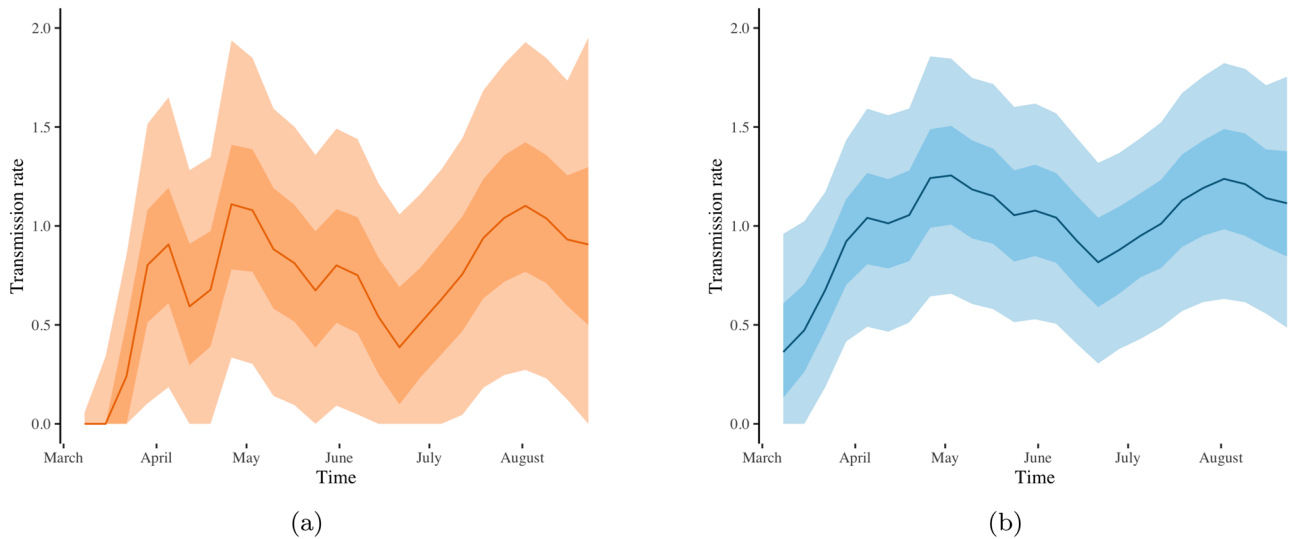 2.0
1.5
1.0
0.5
0.0
Transmission rate
March April May June July August
Time
(a)
2.0
1.5
1.0
0.5
0.0
Transmission rate
March April May June July August
Time
(b)